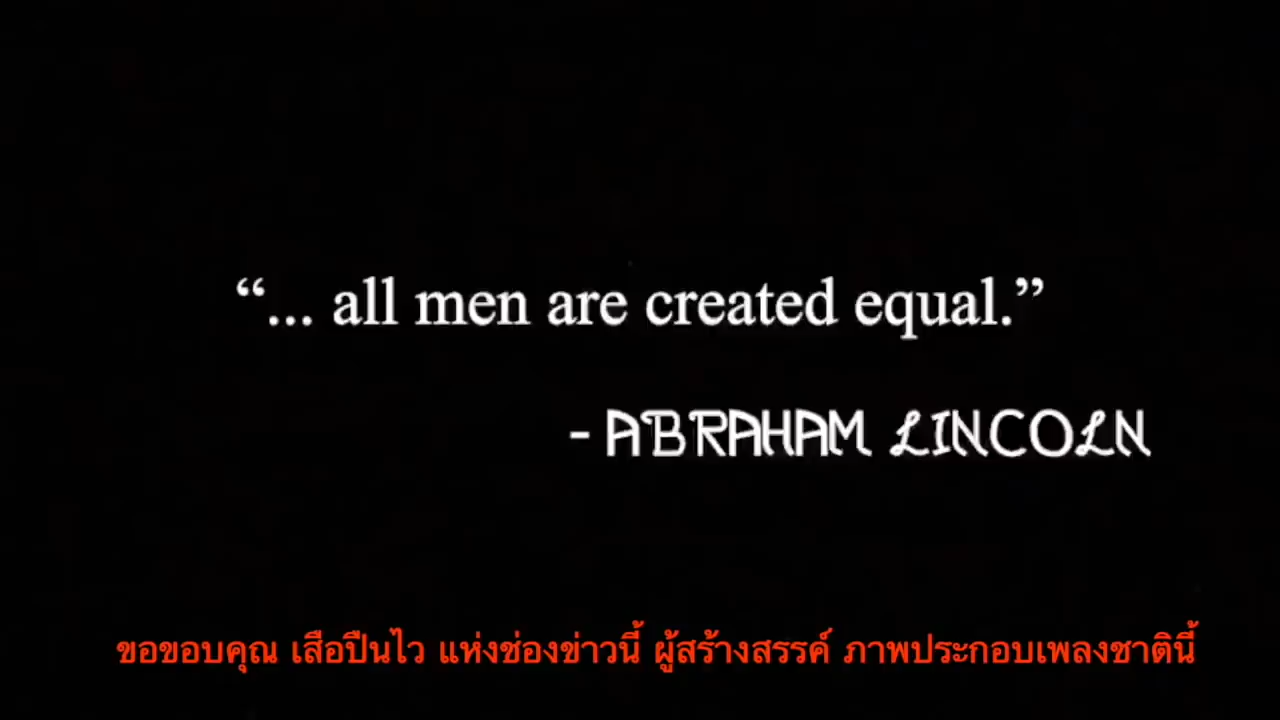 “... all men are created equal.”
- ABRAHAM LINCOLN
ขอขอบคุณ เสือปืนไว แห่งช่องข่าวนี้ ผู้สร้างสรรค์ ภาพประกอบเพลงชาตินี้